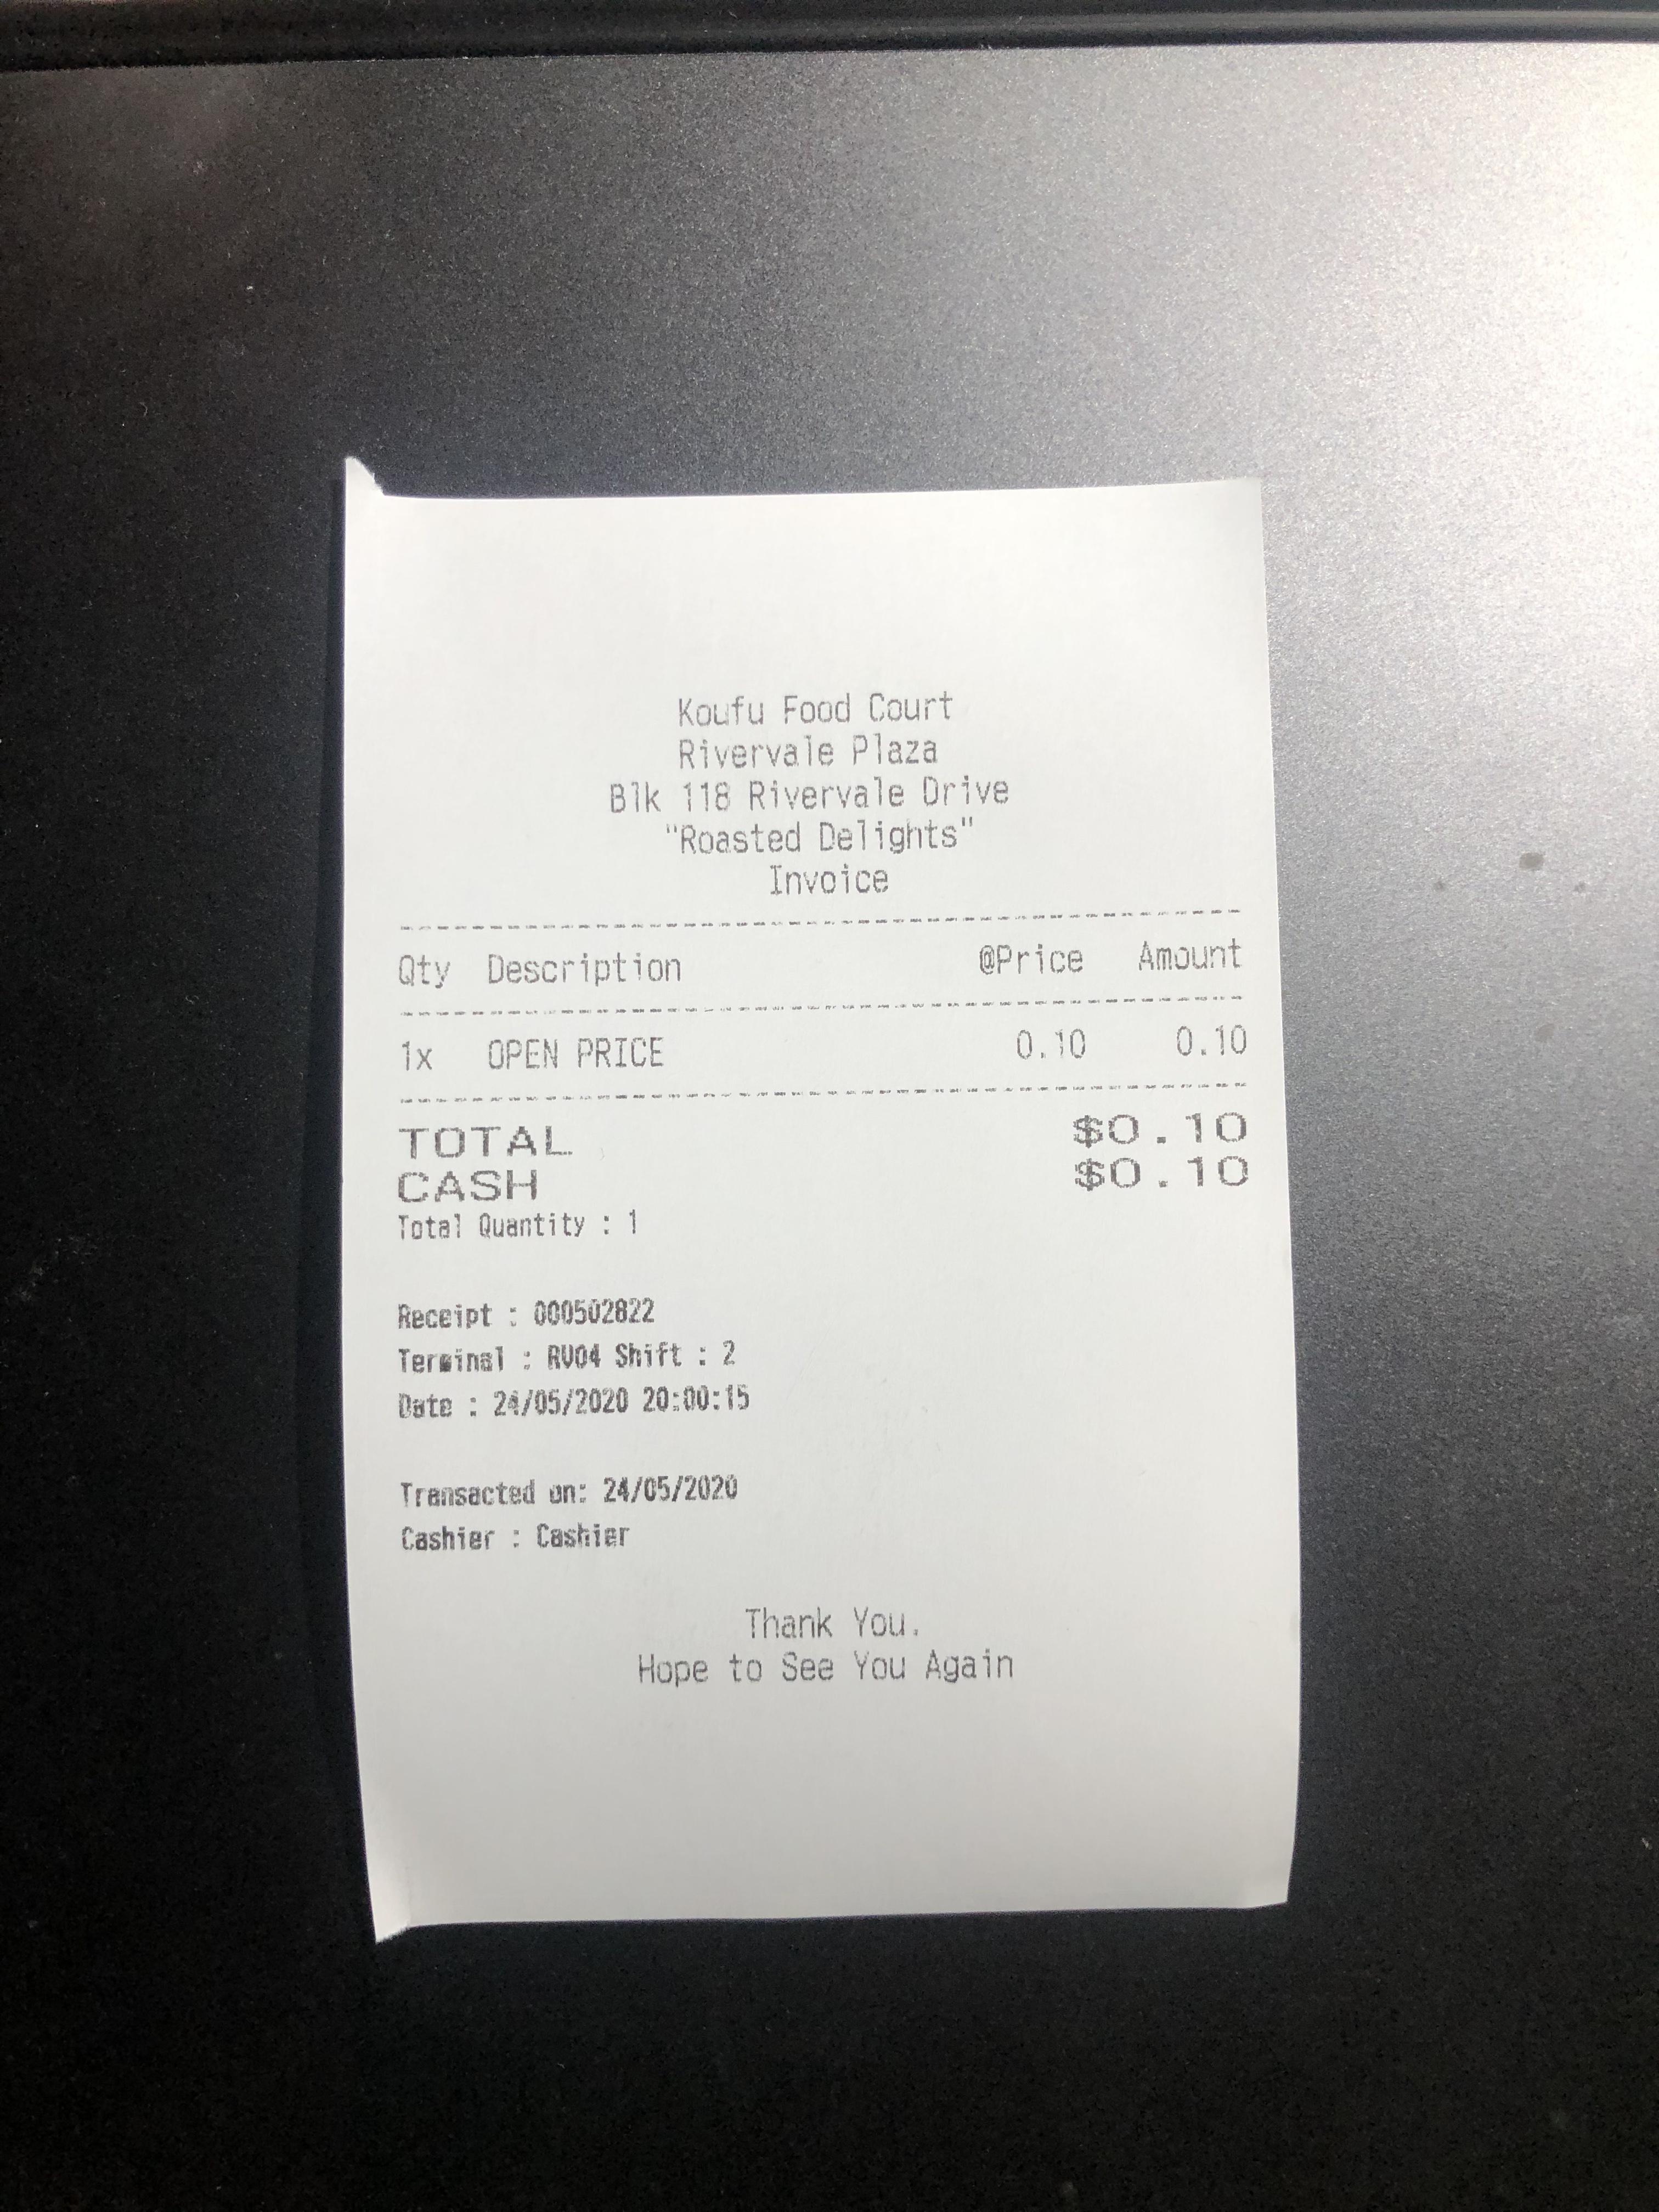 Koufu Food Court
Rivervale Plaza
Blk 118 Rivervale Drive
"Roasted Delights"
Invoice
Qty Description @Price Amount
1x OPEN PRICE 0.10 0.10
TOTAL $0.10
CASH $0.10
Total Quantity : 1
Receipt : 000502822
Terminal : RV04 Shift : 2
Date : 24/05/2020 20:00:15
Transacted on: 24/05/2020
Cashier : Cashier
Thank You.
Hope to See You Again